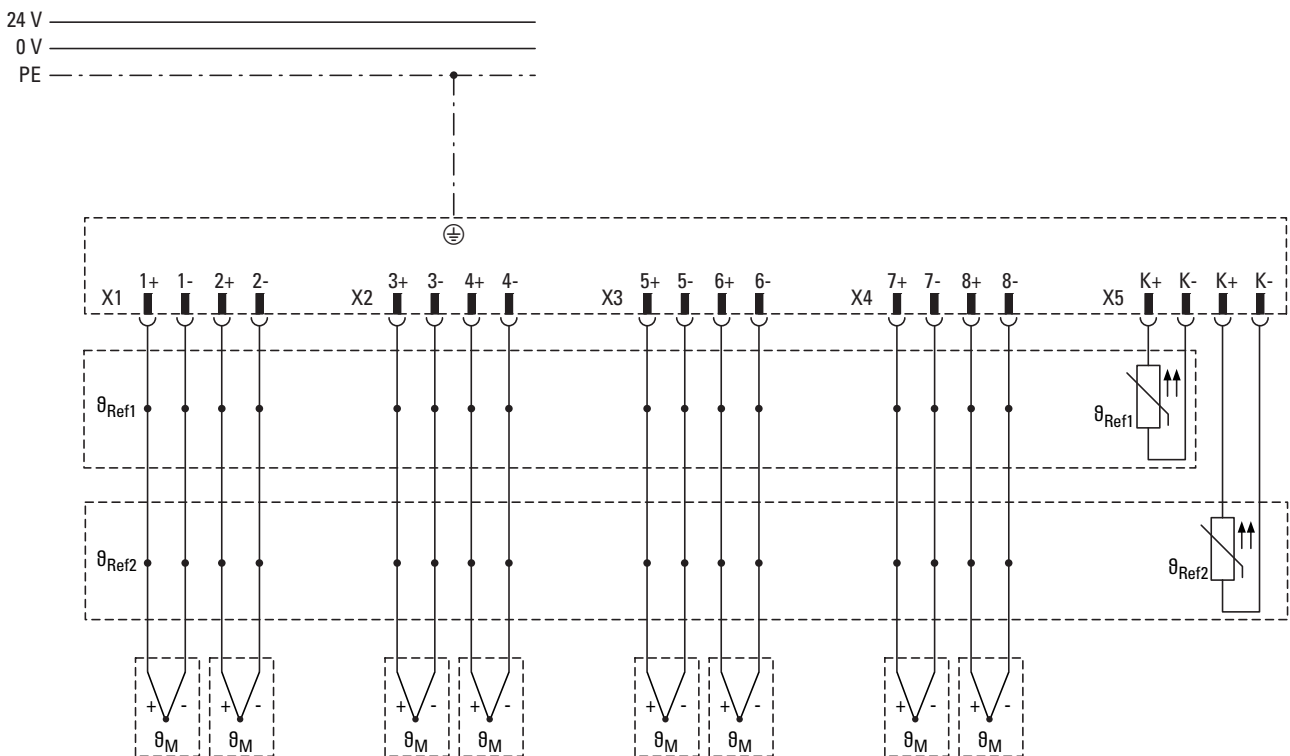 24 V
0 V
PE
X1 1+ 1- 2+ 2- X2 3+ 3- 4+ 4- X3 5+ 5- 6+ 6- X4 7+ 7- 8+ 8- X5 K+ K- K+ K-
ϑRef1 ϑRef1
ϑRef2 ϑRef2
+ - + - + - + - + - + - + - + -
ϑM ϑM ϑM ϑM ϑM ϑM ϑM ϑM